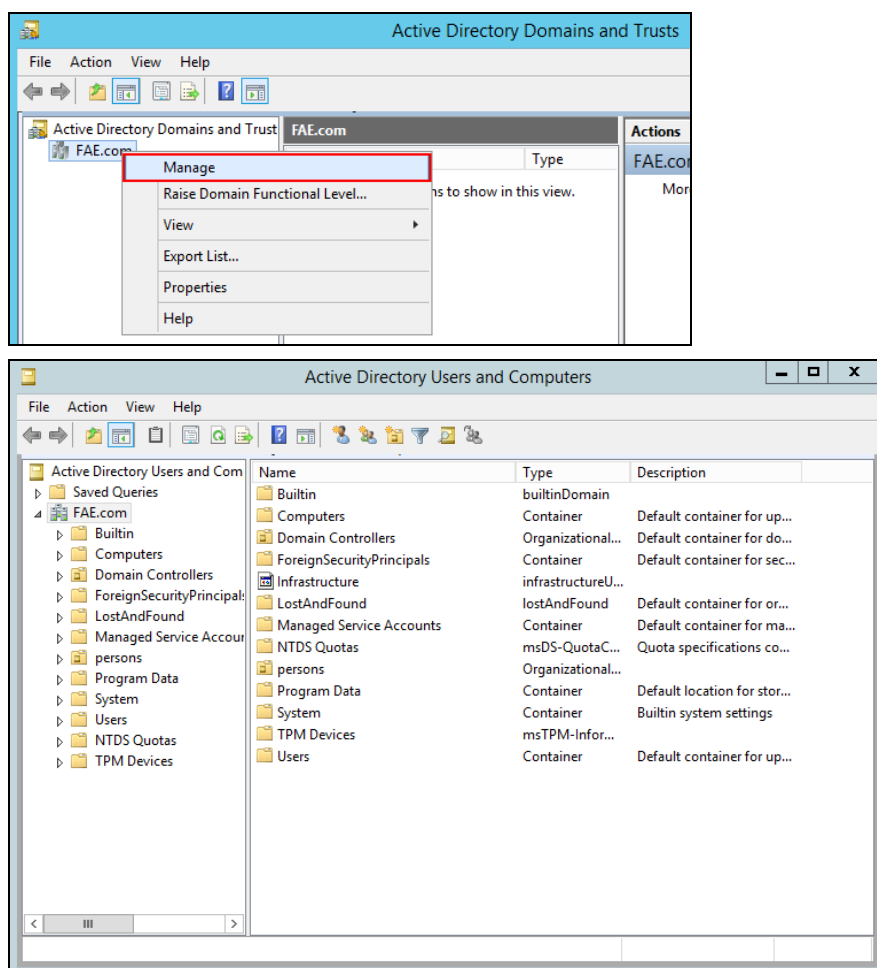 Active Directory Domains and Trusts
File Action View Help
Active Directory Domains and Trust FAE.com Actions
FAE.com Type FAE.co
Manage
Raise Domain Functional Level... ns to show in this view. Mor
View
Export List...
Properties
Help
Active Directory Users and Computers
File Action View Help
Active Directory Users and Com Name Type Description
Saved Queries Builtin builtinDomain
FAE.com Computers Container Default container for up...
Builtin Domain Controllers Organizational... Default container for do...
Computers ForeignSecurityPrincipals Container Default container for sec...
Domain Controllers Infrastructure infrastructureU...
ForeignSecurityPrincipal LostAndFound lostAndFound Default container for or...
LostAndFound Managed Service Accounts Container Default container for ma...
Managed Service Accour NTDS Quotas msDS-QuotaC... Quota specifications co...
persons persons Organizational...
Program Data Program Data Container Default location for stor...
System System Container Builtin system settings
Users TPM Devices msTPM-Infor...
NTDS Quotas Users Container Default container for up...
TPM Devices